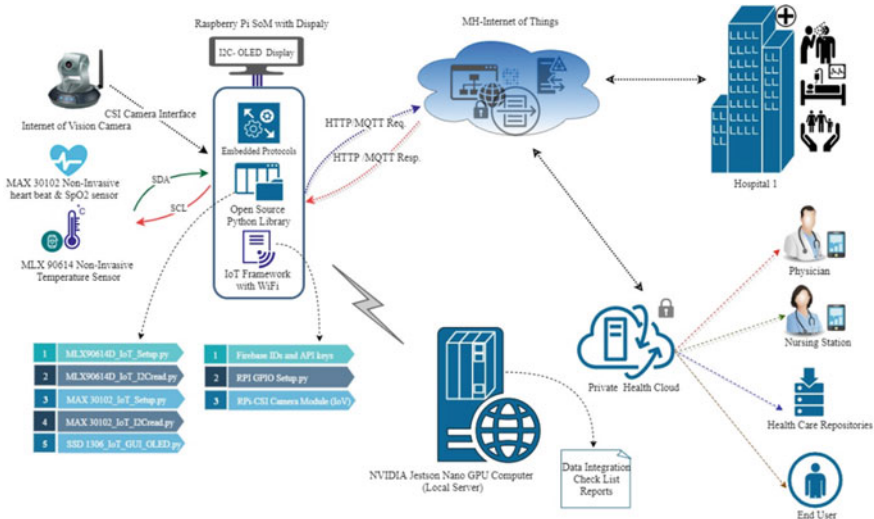 Raspberry Pi SoM with Dispaly
I2C- OLED Display
MH-Internet of Things
CSI Camera Interface
Internet of Vision Camera
Embedded Protocols
HTTP/MQTT Req.
HTTP /MQTT Resp.
Hospital 1
MAX 30102 Non-Invasive
heart beat & SpO2 sensor
SDA
SCL
°C
MLX 90614 Non-Invasive
Temperature Sensor
Open Source
Python Library
IoT Framework
with WiFi
Physician
Nursing Station
Private Health Cloud
Health Care Repositories
End User
1 MLX90614D_IoT_Setup.py
2 MLX90614D_IoT_I2Cread.py
3 MAX 30102_IoT_Setup.py
4 MAX 30102_IoT_I2Cread.py
5 SSD 1306_IoT_GUI_OLED.py
1 Firebase IDs and API keys
2 RPI GPIO Setup.py
3 RPi CSI Camera Module (IoV)
NVIDIA Jestson Nano GPU Computer
(Local Server)
Data Integration
Check List
Reports